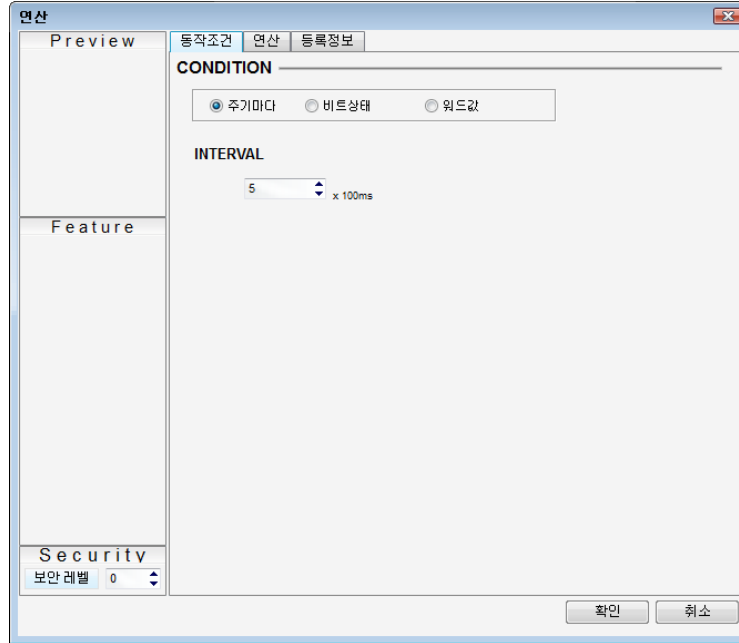 연산
Preview
동작조건 연산 등록정보
CONDITION
주기마다 비트상태 워드값
INTERVAL
5 x 100ms
Feature
Security
보안 레벨 0
확인 취소